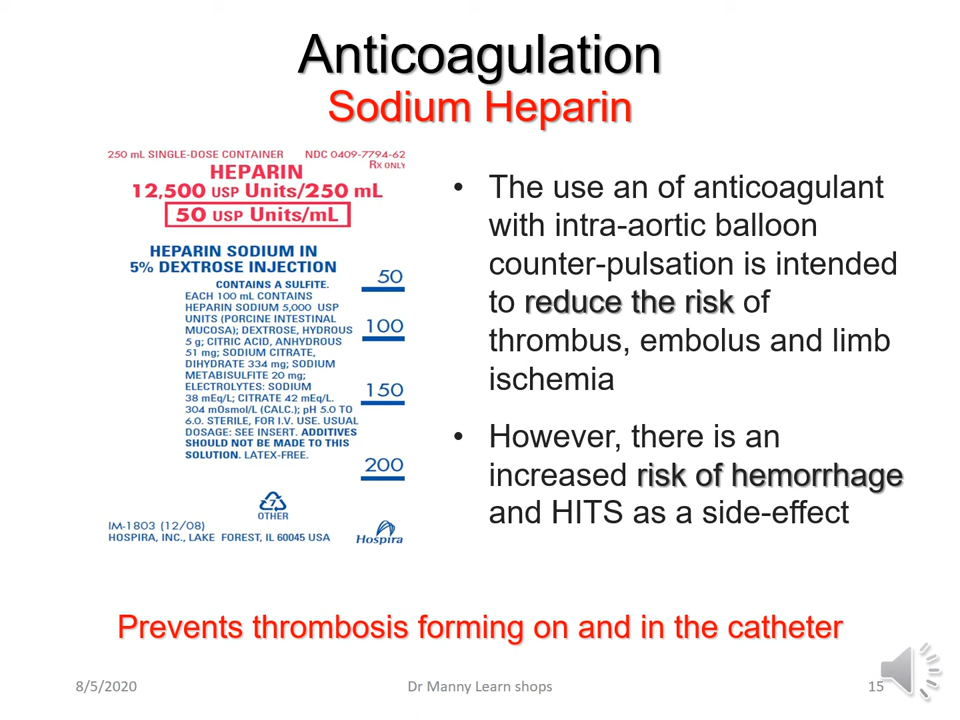 Anticoagulation
Sodium Heparin
250 mL SINGLE-DOSE CONTAINER NDC 0409-7794-62
Rx ONLY
HEPARIN
12,500 USP Units/250 mL
50 USP Units/mL
HEPARIN SODIUM IN
5% DEXTROSE INJECTION
CONTAINS A SULFITE.
EACH 100 mL CONTAINS
HEPARIN SODIUM 5,000 USP
UNITS (PORCINE INTESTINAL
MUCOSA); DEXTROSE, HYDROUS
5 g; CITRIC ACID, ANHYDROUS
51 mg; SODIUM CITRATE,
DIHYDRATE 334 mg; SODIUM
METABISULFITE 20 mg;
ELECTROLYTES: SODIUM
38 mEq/L; CITRATE 42 mEq/L.
304 mOsmol/L (CALC.); pH 5.0 TO
6.0. STERILE, FOR I.V. USE. USUAL
DOSAGE: SEE INSERT. ADDITIVES
SHOULD NOT BE MADE TO THIS
SOLUTION. LATEX-FREE.
50
100
150
200
7
OTHER
IM-1803 (12/08)
HOSPIRA, INC., LAKE FOREST, IL 60045 USA
Hospira
• The use an of anticoagulant
with intra-aortic balloon
counter-pulsation is intended
to reduce the risk of
thrombus, embolus and limb
ischemia
• However, there is an
increased risk of hemorrhage
and HITS as a side-effect
Prevents thrombosis forming on and in the catheter
8/5/2020
Dr Manny Learn shops
15